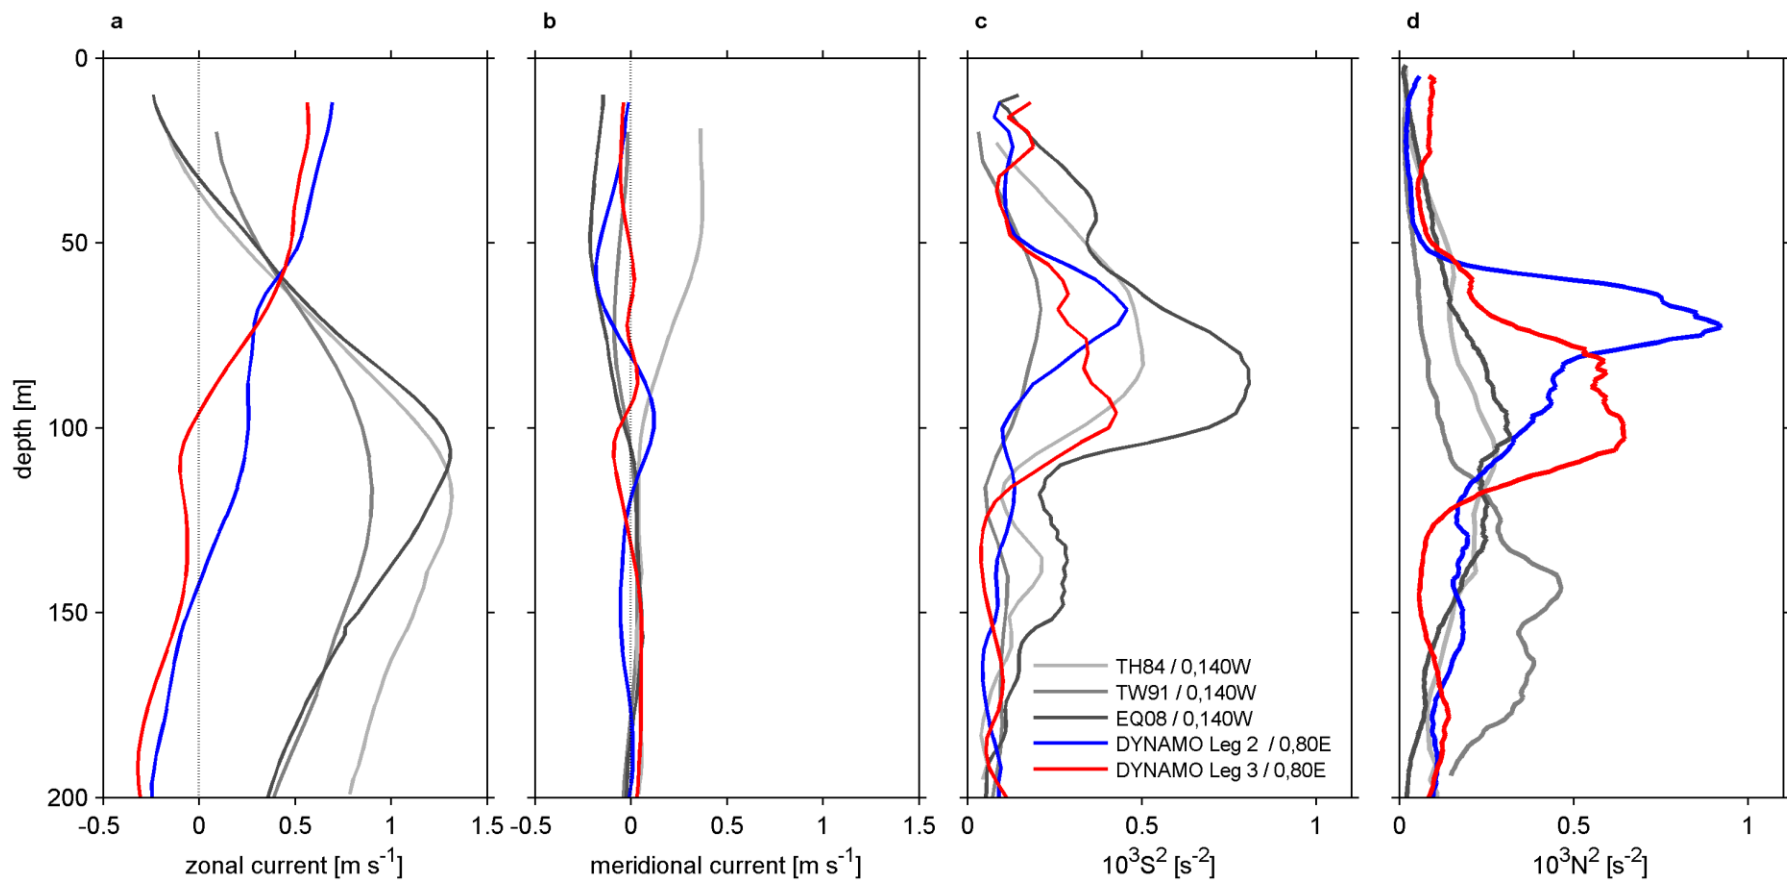 a b c d
0
50
100
150
200
depth [m]
-0.5 0 0.5 1 1.5
-0.5 0 0.5 1 1.5
0 0.5 1
0 0.5 1
zonal current [m s⁻¹]
meridional current [m s⁻¹]
10³S² [s⁻²]
10³N² [s⁻²]
TH84 / 0,140W
TW91 / 0,140W
EQ08 / 0,140W
DYNAMO Leg 2 / 0,80E
DYNAMO Leg 3 / 0,80E